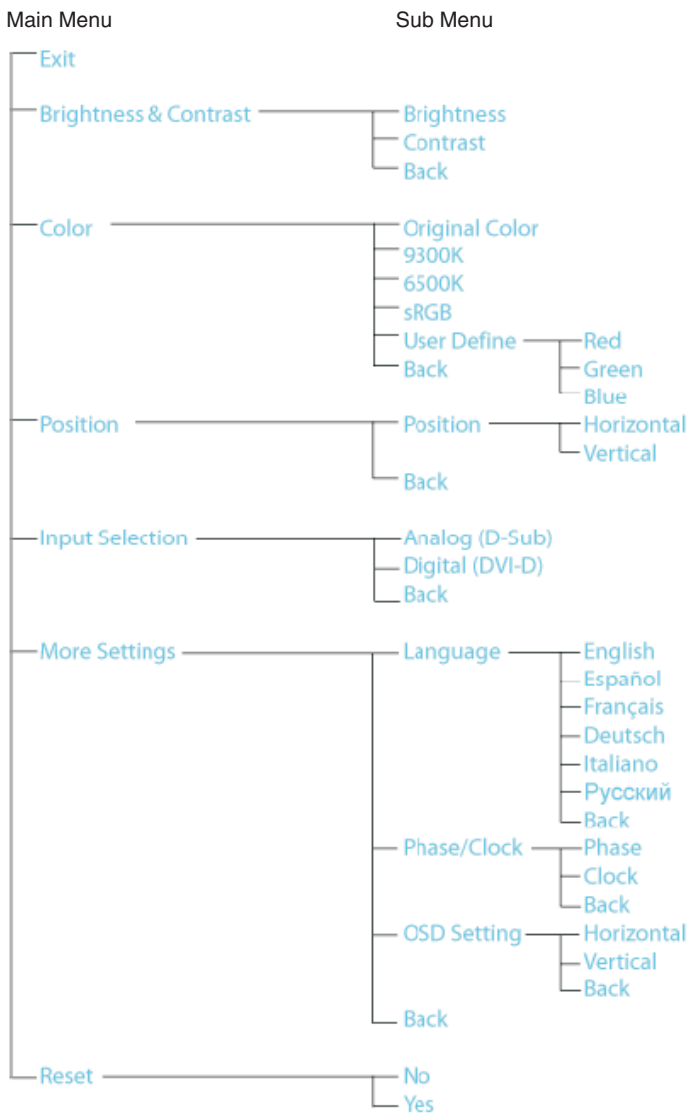 Main Menu Sub Menu
Exit
Brightness & Contrast Brightness
Contrast
Back
Color Original Color
9300K
6500K
sRGB
User Define Red
Back Green
Blue
Position Position Horizontal
Vertical
Back
Input Selection Analog (D-Sub)
Digital (DVI-D)
Back
More Settings Language English
Español
Français
Deutsch
Italiano
Русский
Back
Phase/Clock Phase
Clock
Back
OSD Setting Horizontal
Vertical
Back
Back
Reset No
Yes